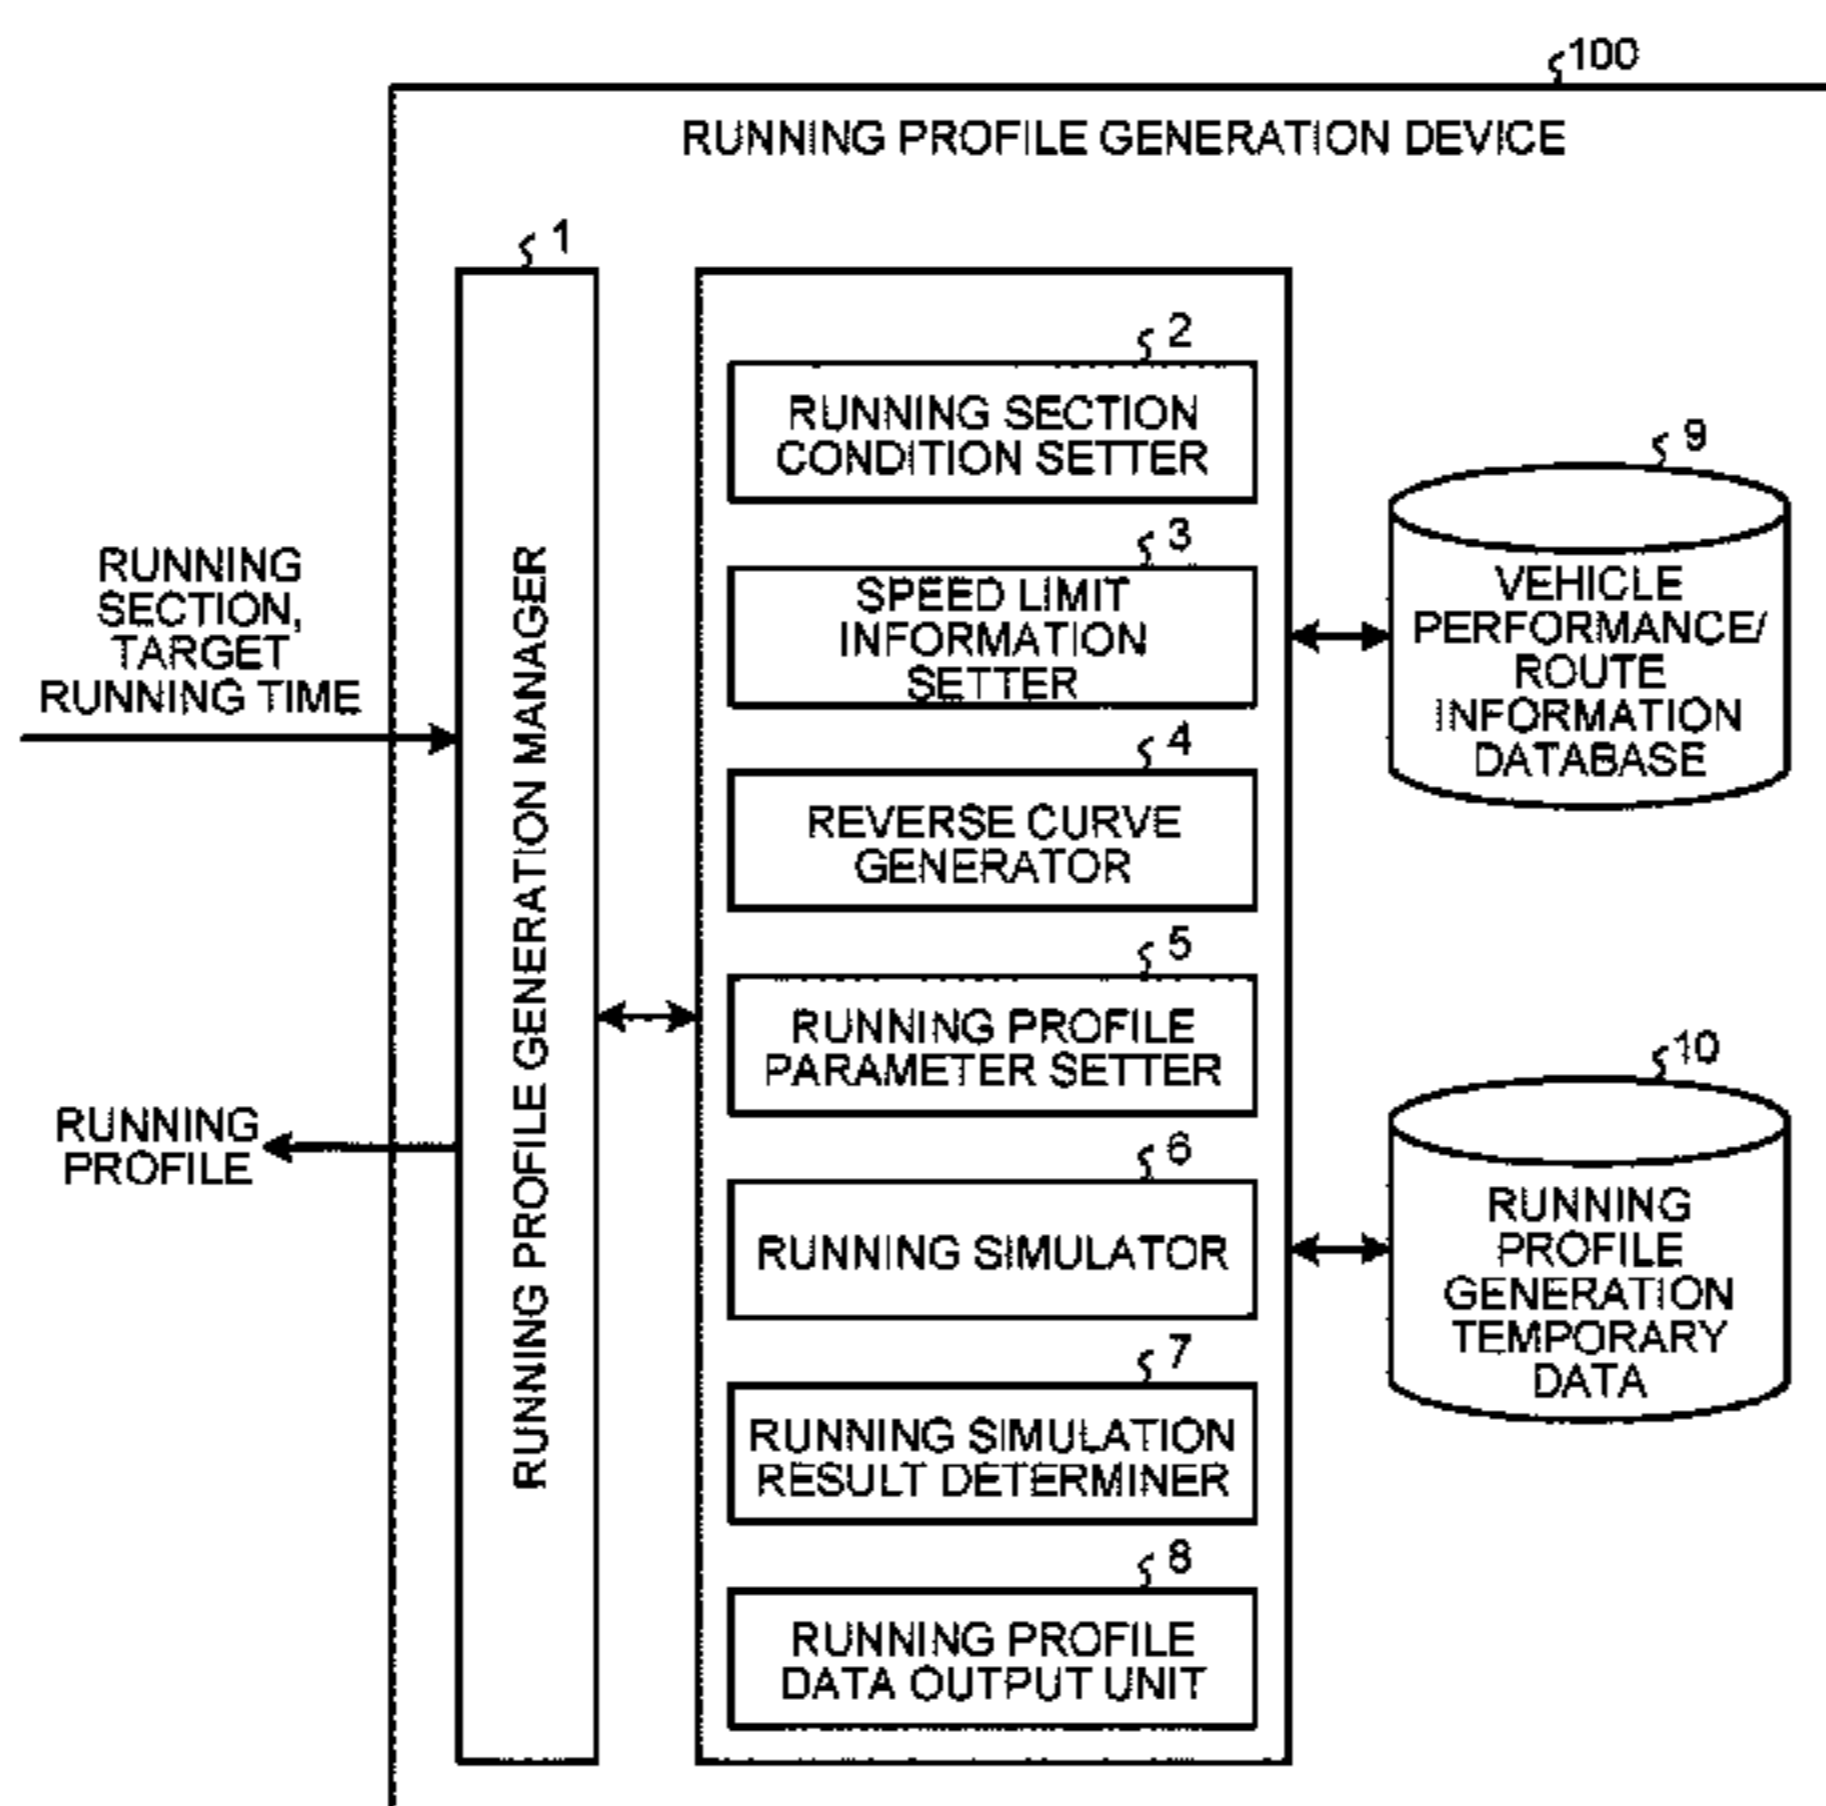 100
RUNNING PROFILE GENERATION DEVICE
1
RUNNING PROFILE GENERATION MANAGER
RUNNING
SECTION,
TARGET
RUNNING TIME
RUNNING
PROFILE
2
RUNNING SECTION
CONDITION SETTER
3
SPEED LIMIT
INFORMATION
SETTER
4
REVERSE CURVE
GENERATOR
5
RUNNING PROFILE
PARAMETER SETTER
6
RUNNING SIMULATOR
7
RUNNING SIMULATION
RESULT DETERMINER
8
RUNNING PROFILE
DATA OUTPUT UNIT
9
VEHICLE
PERFORMANCE/
ROUTE
INFORMATION
DATABASE
10
RUNNING
PROFILE
GENERATION
TEMPORARY
DATA